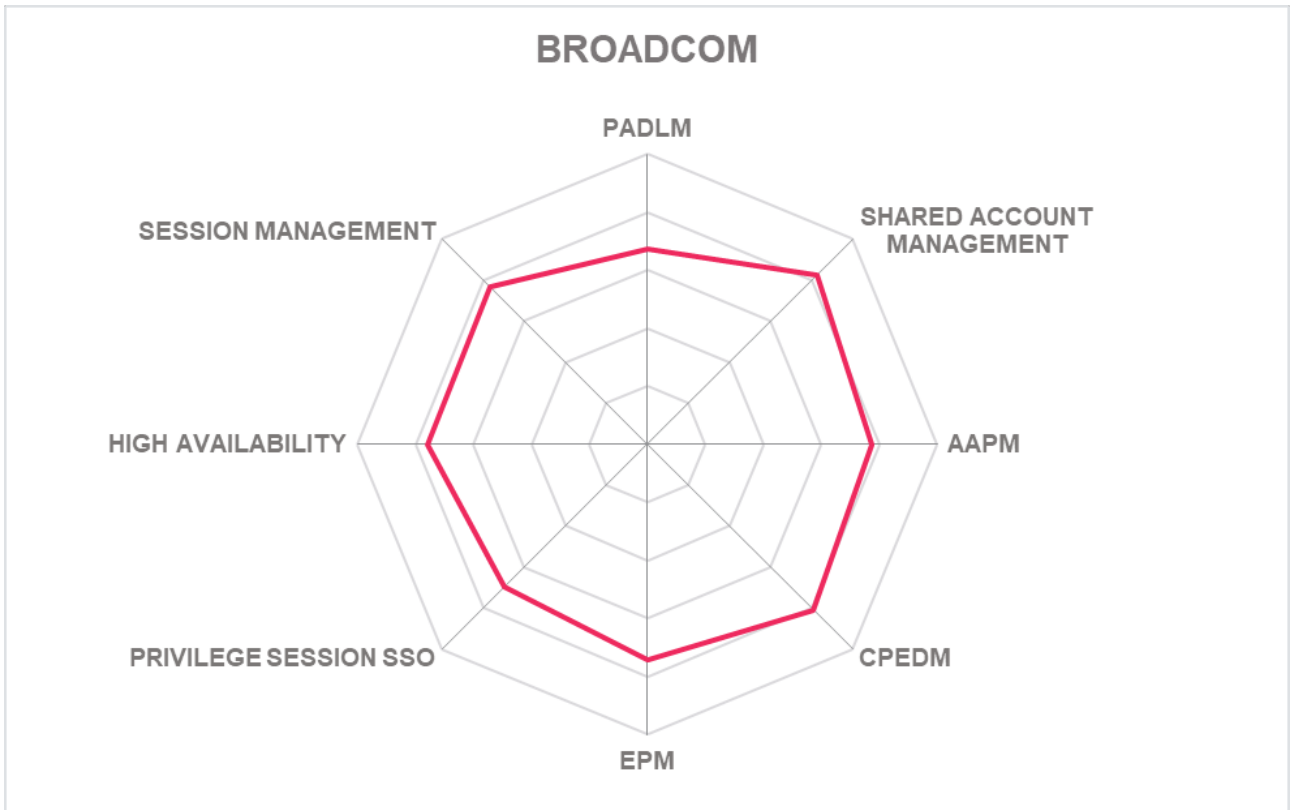 BROADCOM
PADLM
SHARED ACCOUNT
MANAGEMENT
SESSION MANAGEMENT
HIGH AVAILABILITY
AAPM
PRIVILEGE SESSION SSO
CPEDM
EPM